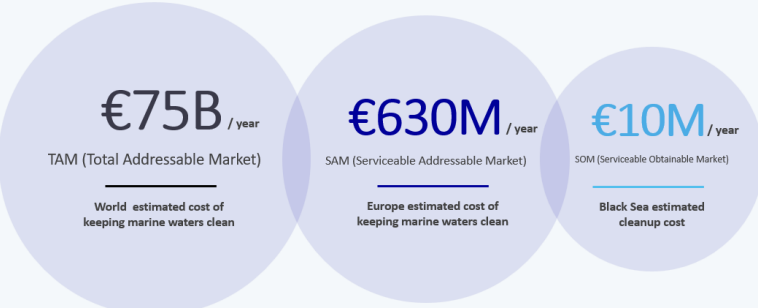 €75B / year
TAM (Total Addressable Market)
World estimated cost of
keeping marine waters clean
€630M / year
SAM (Serviceable Addressable Market)
Europe estimated cost of
keeping marine waters clean
€10M / year
SOM (Serviceable Obtainable Market)
Black Sea estimated
cleanup cost